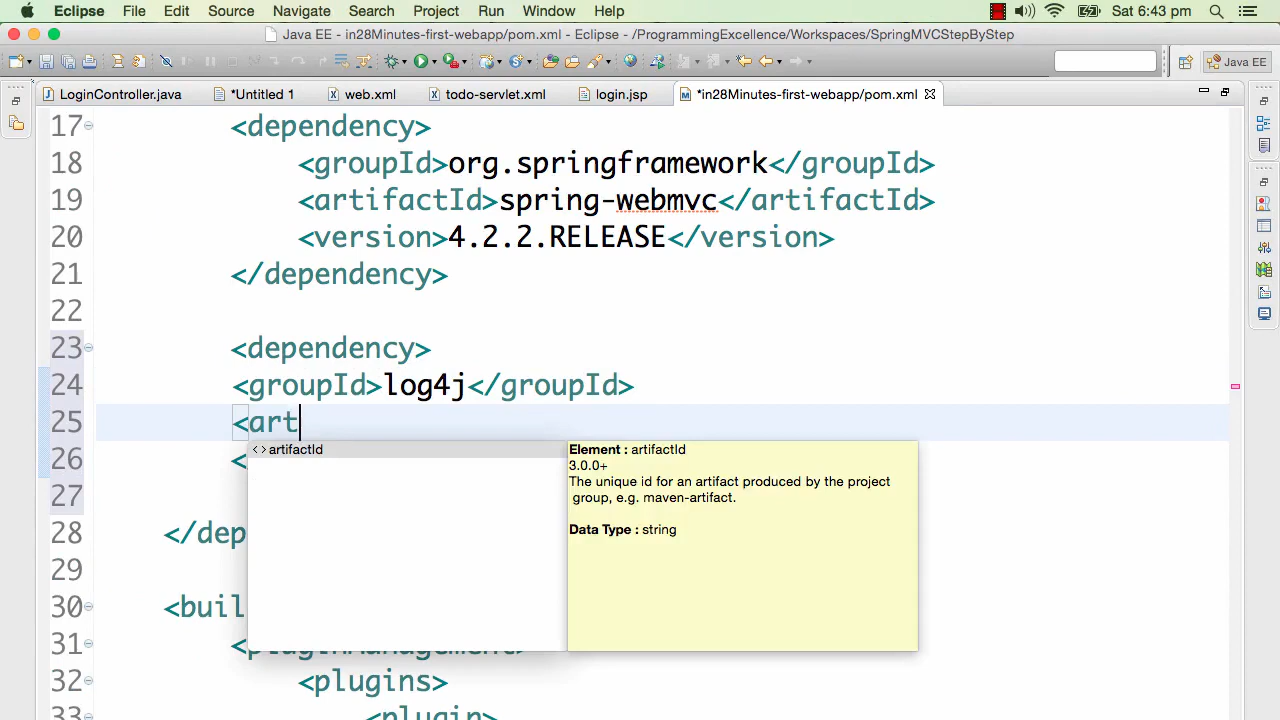 Eclipse File Edit Source Navigate Search Project Run Window Help Sat 6:43 pm
Java EE - in28Minutes-first-webapp/pom.xml - Eclipse - /ProgrammingExcellence/Workspaces/SpringMVCStepByStep
Java EE
LoginController.java *Untitled 1 web.xml todo-servlet.xml login.jsp *in28Minutes-first-webapp/pom.xml
17 <dependency>
18 <groupId>org.springframework</groupId>
19 <artifactId>spring-webmvc</artifactId>
20 <version>4.2.2.RELEASE</version>
21 </dependency>
22
23 <dependency>
24 <groupId>log4j</groupId>
25 <art
26 <
27
28 </dep
29
30 <buil
31 <pluginManagement>
32 <plugins>
33 <plugin>
<> artifactId
Element : artifactId
3.0.0+
The unique id for an artifact produced by the project
group, e.g. maven-artifact.
Data Type : string